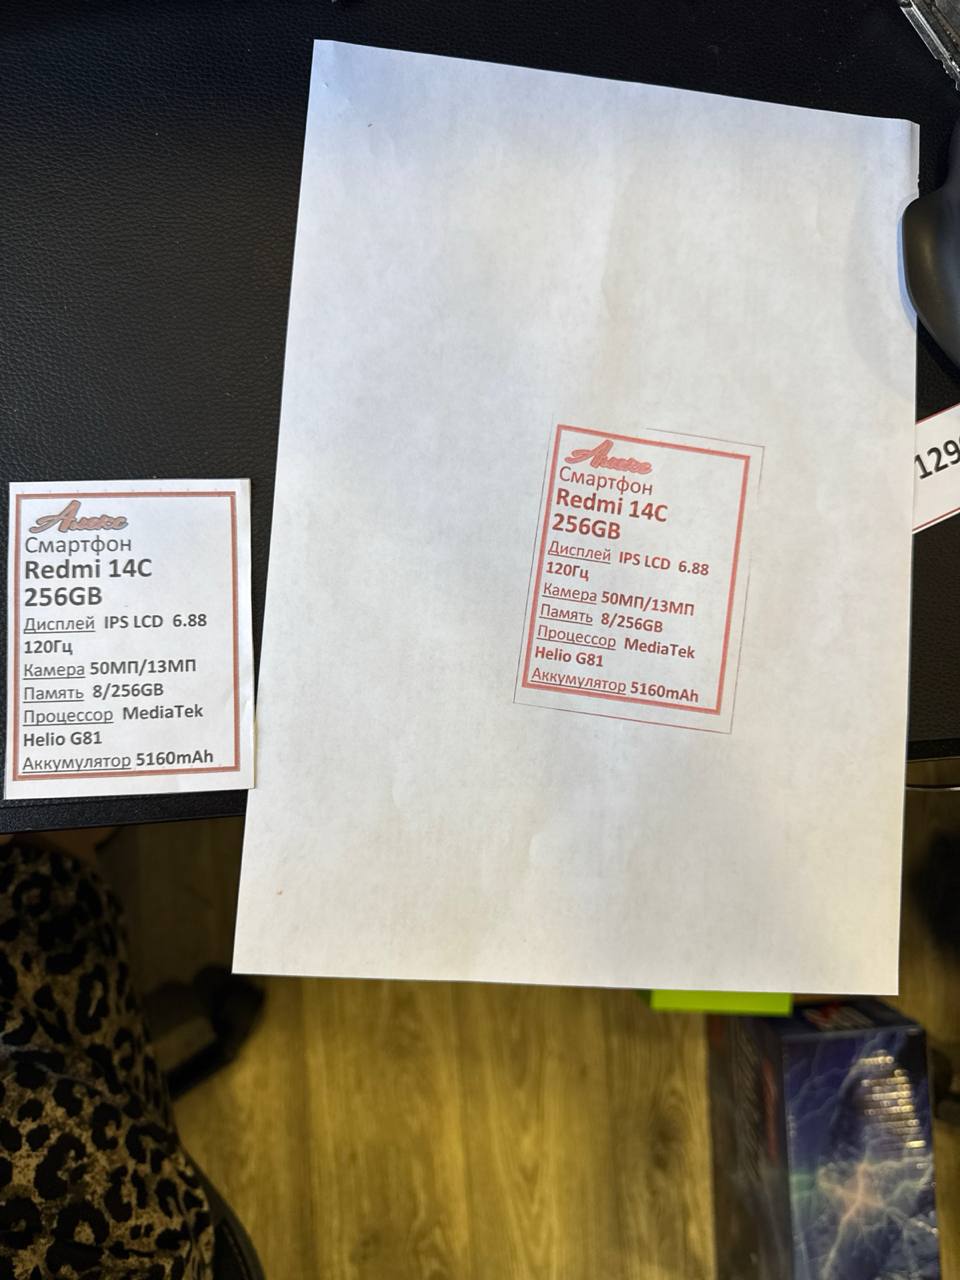 Алекс
Смартфон
Redmi 14C
256GB
Дисплей IPS LCD 6.88
120Гц
Камера 50МП/13МП
Память 8/256GB
Процессор MediaTek
Helio G81
Аккумулятор 5160mAh
Алекс
Смартфон
Redmi 14C
256GB
Дисплей IPS LCD 6.88
120Гц
Камера 50МП/13МП
Память 8/256GB
Процессор MediaTek
Helio G81
Аккумулятор 5160mAh